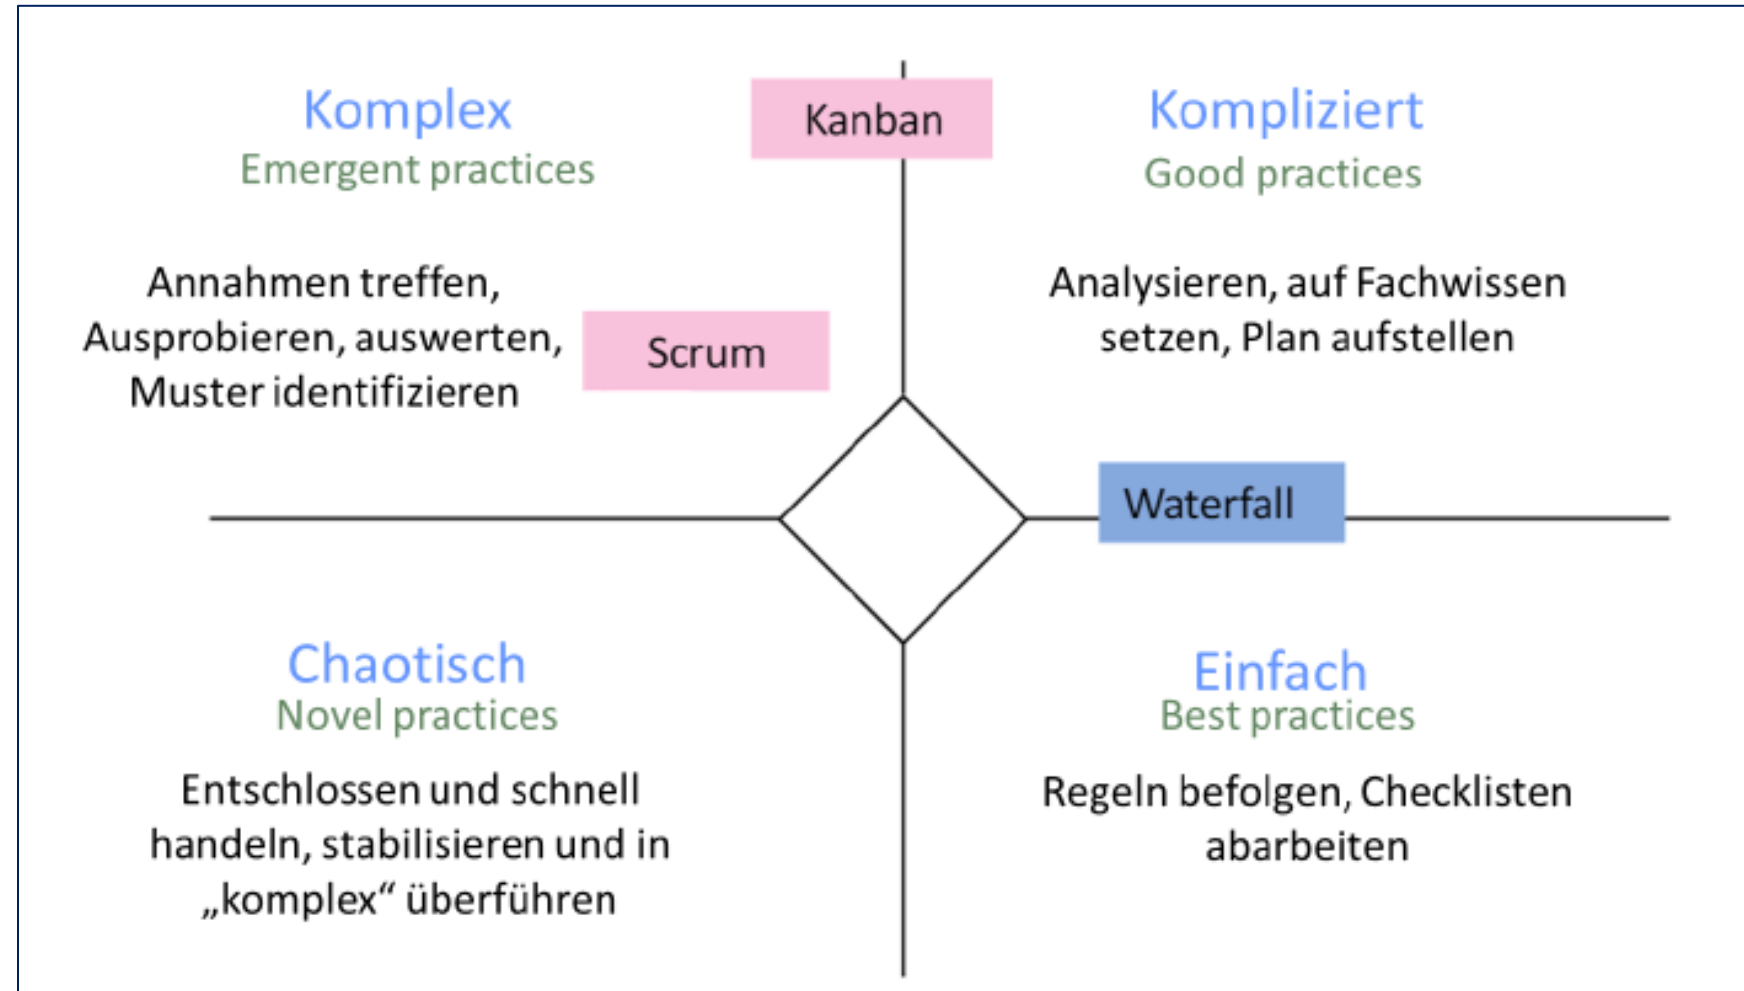 Komplex
Emergent practices
Annahmen treffen,
Ausprobieren, auswerten,
Muster identifizieren
Kanban
Scrum
Kompliziert
Good practices
Analysieren, auf Fachwissen
setzen, Plan aufstellen
Waterfall
Chaotisch
Novel practices
Entschlossen und schnell
handeln, stabilisieren und in
„komplex“ überführen
Einfach
Best practices
Regeln befolgen, Checklisten
abarbeiten